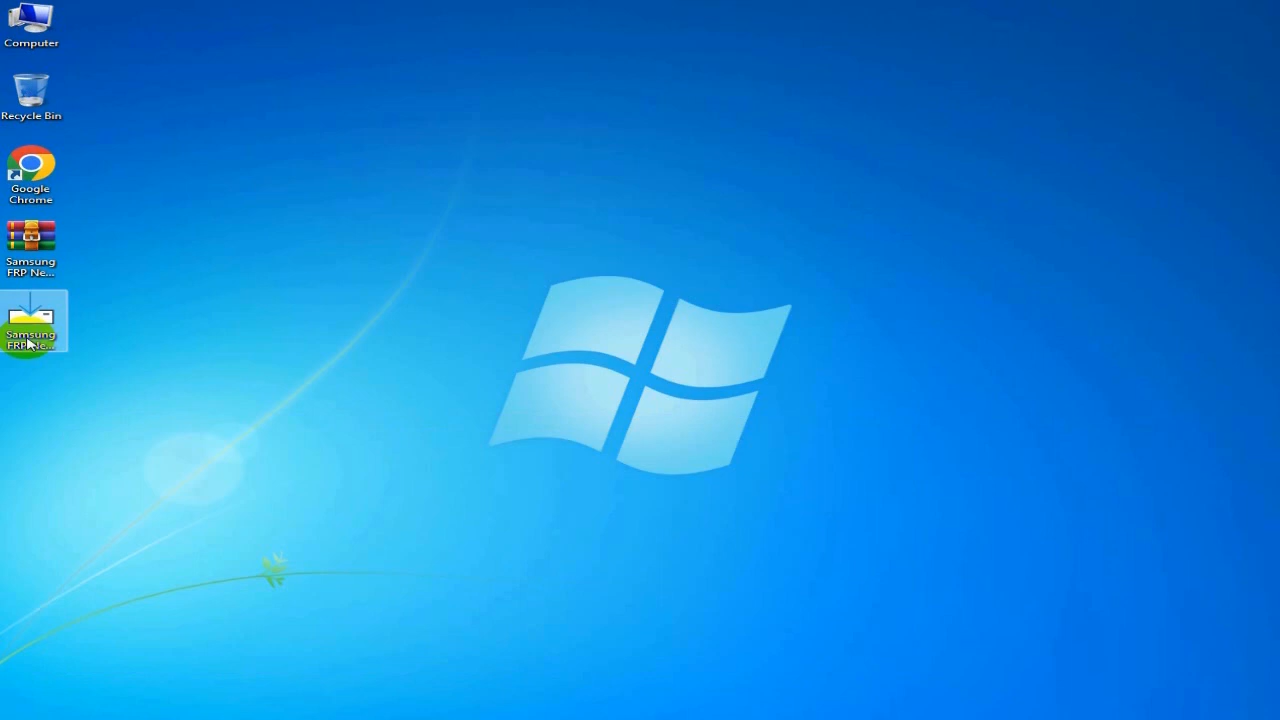 Computer
Recycle Bin
Google
Chrome
Samsung
FRP Ne...
Samsung
FRP Ne...